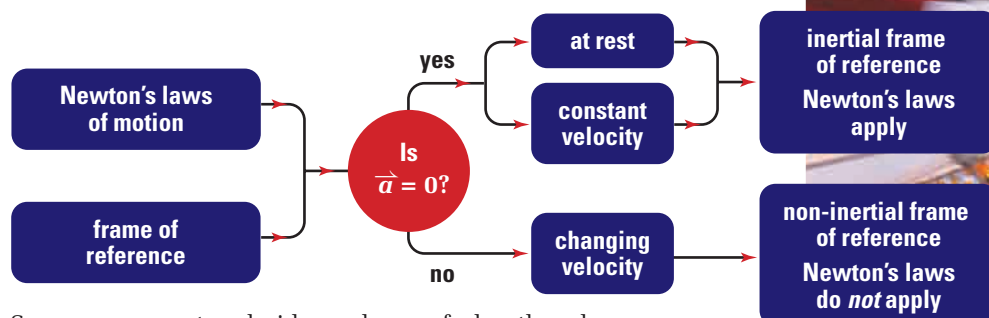 Newton's laws
of motion
frame of
reference
Is
a⃗ = 0?
yes
no
at rest
constant
velocity
changing
velocity
inertial frame
of reference
Newton's laws
apply
non-inertial frame
of reference
Newton's laws
do not apply